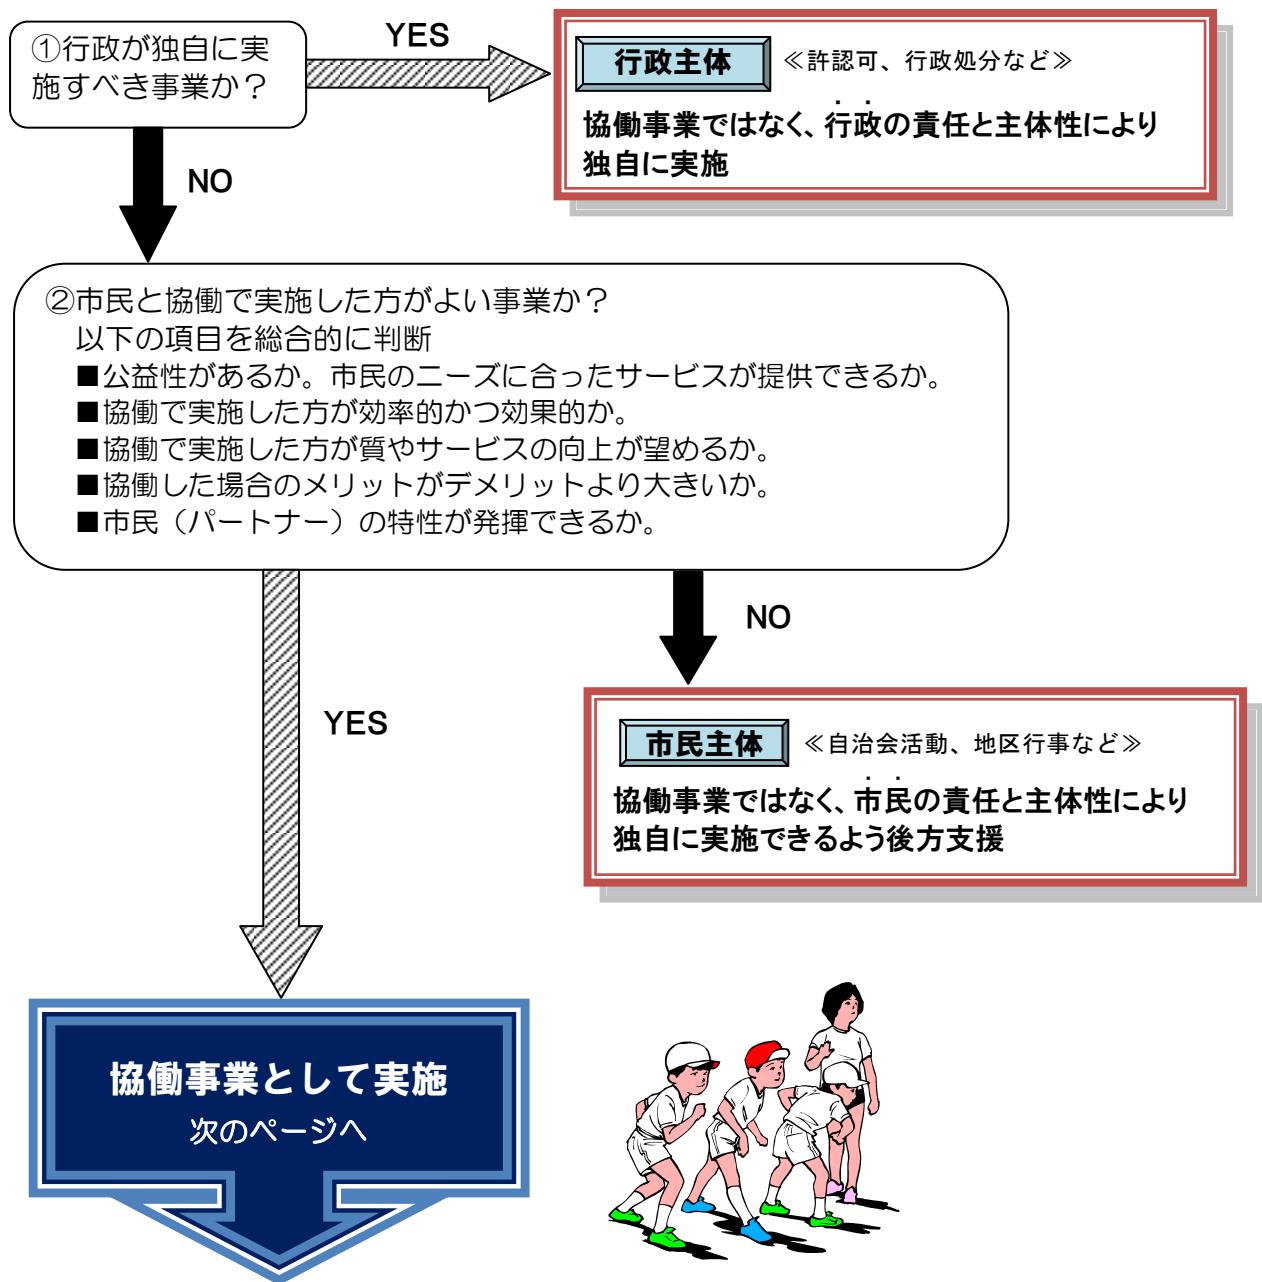 ①行政が独自に実
施すべき事業か？
YES
行政主体 ≪許認可、行政処分など≫
協働事業ではなく、行政の責任と主体性により
独自に実施
NO
②市民と協働で実施した方がよい事業か？
以下の項目を総合的に判断
■公益性があるか。市民のニーズに合ったサービスが提供できるか。
■協働で実施した方が効率的かつ効果的か。
■協働で実施した方が質やサービスの向上が望めるか。
■協働した場合のメリットがデメリットより大きいか。
■市民（パートナー）の特性が発揮できるか。
NO
YES
市民主体 ≪自治会活動、地区行事など≫
協働事業ではなく、市民の責任と主体性により
独自に実施できるよう後方支援
協働事業として実施
次のページへ